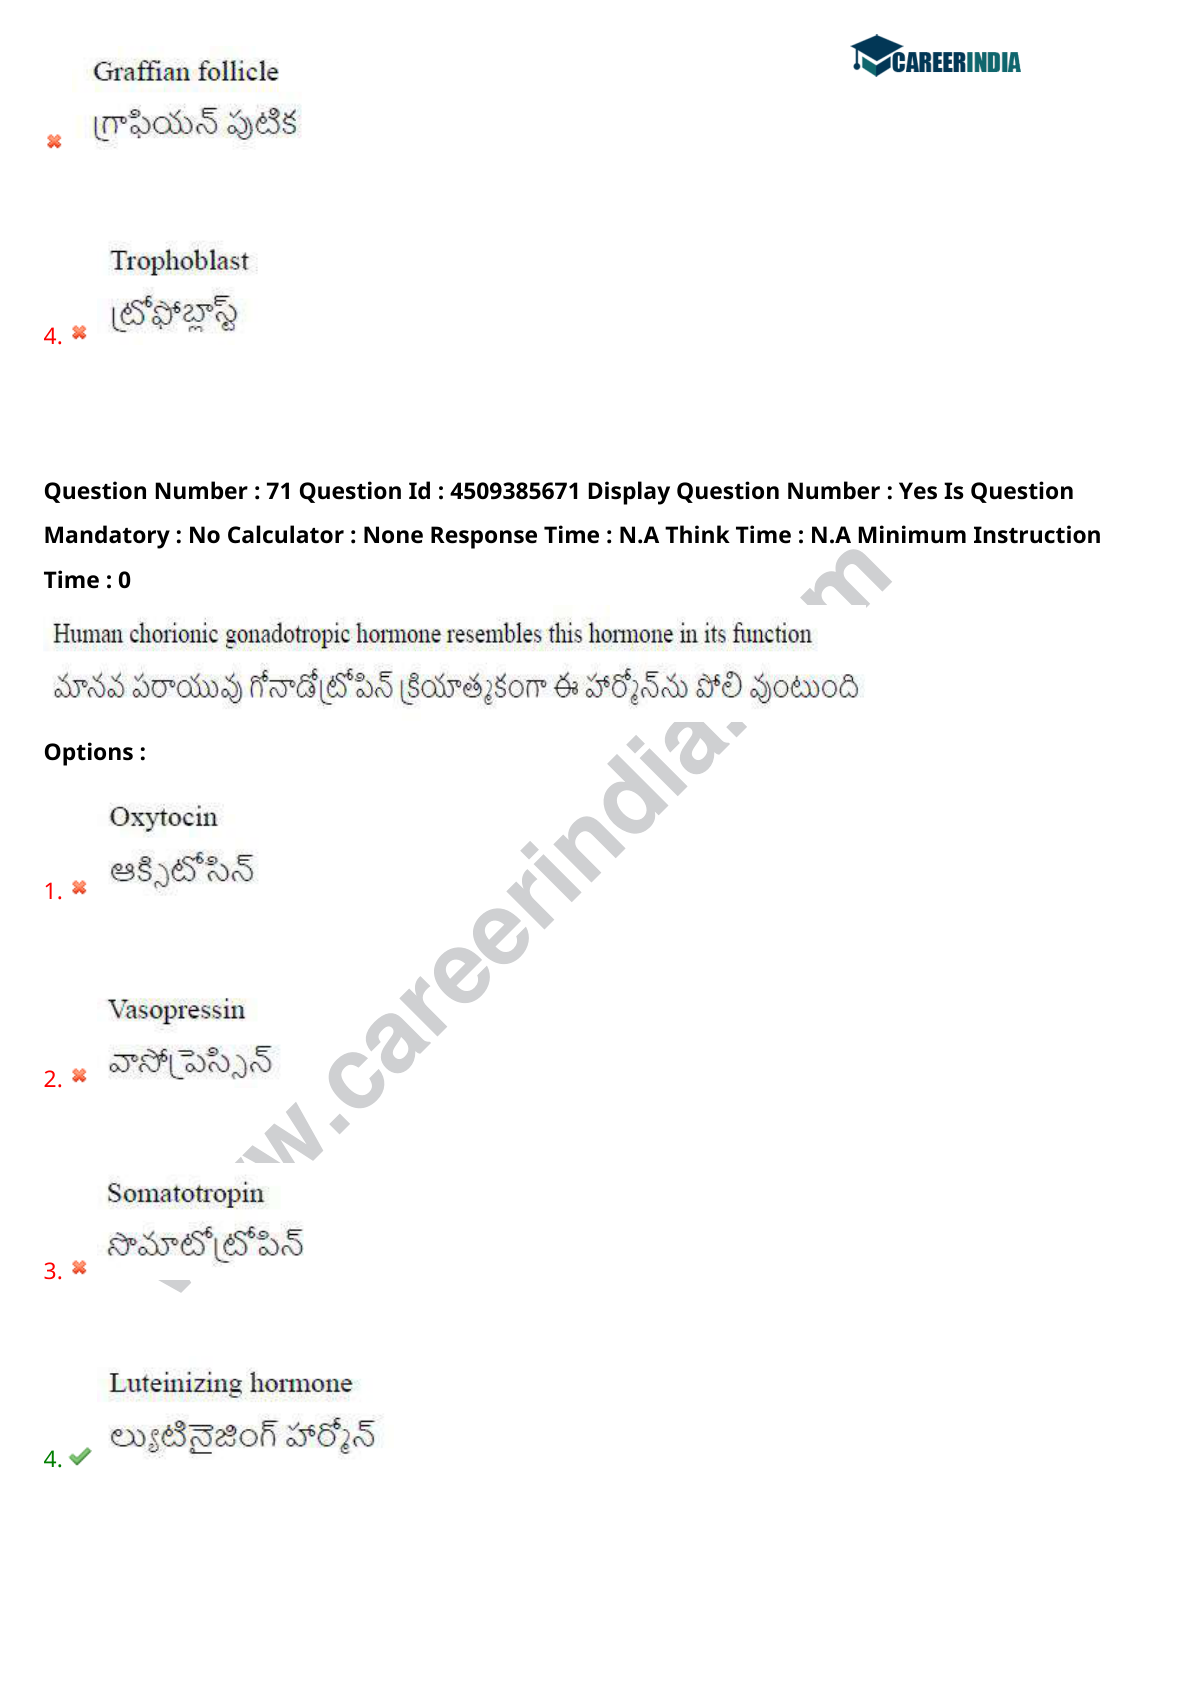 CAREERINDIA
Graffian follicle
గ్రాఫియన్ పుటిక
Trophoblast
ట్రోఫోబ్లాస్ట్
4.
Question Number : 71 Question Id : 4509385671 Display Question Number : Yes Is Question
Mandatory : No Calculator : None Response Time : N.A Think Time : N.A Minimum Instruction
Time : 0
Human chorionic gonadotropic hormone resembles this hormone in its function
మానవ పరాయువు గోనాడోట్రోపిన్ క్రియాత్మకంగా ఈ హార్మోన్‌ను పోలి వుంటుంది
Options :
Oxytocin
ఆక్సిటోసిన్
1.
Vasopressin
వాసోప్రెస్సిన్
2.
Somatotropin
సొమాటోట్రోపిన్
3.
Luteinizing hormone
ల్యుటినైజింగ్ హార్మోన్
4.
w.careerindia. m